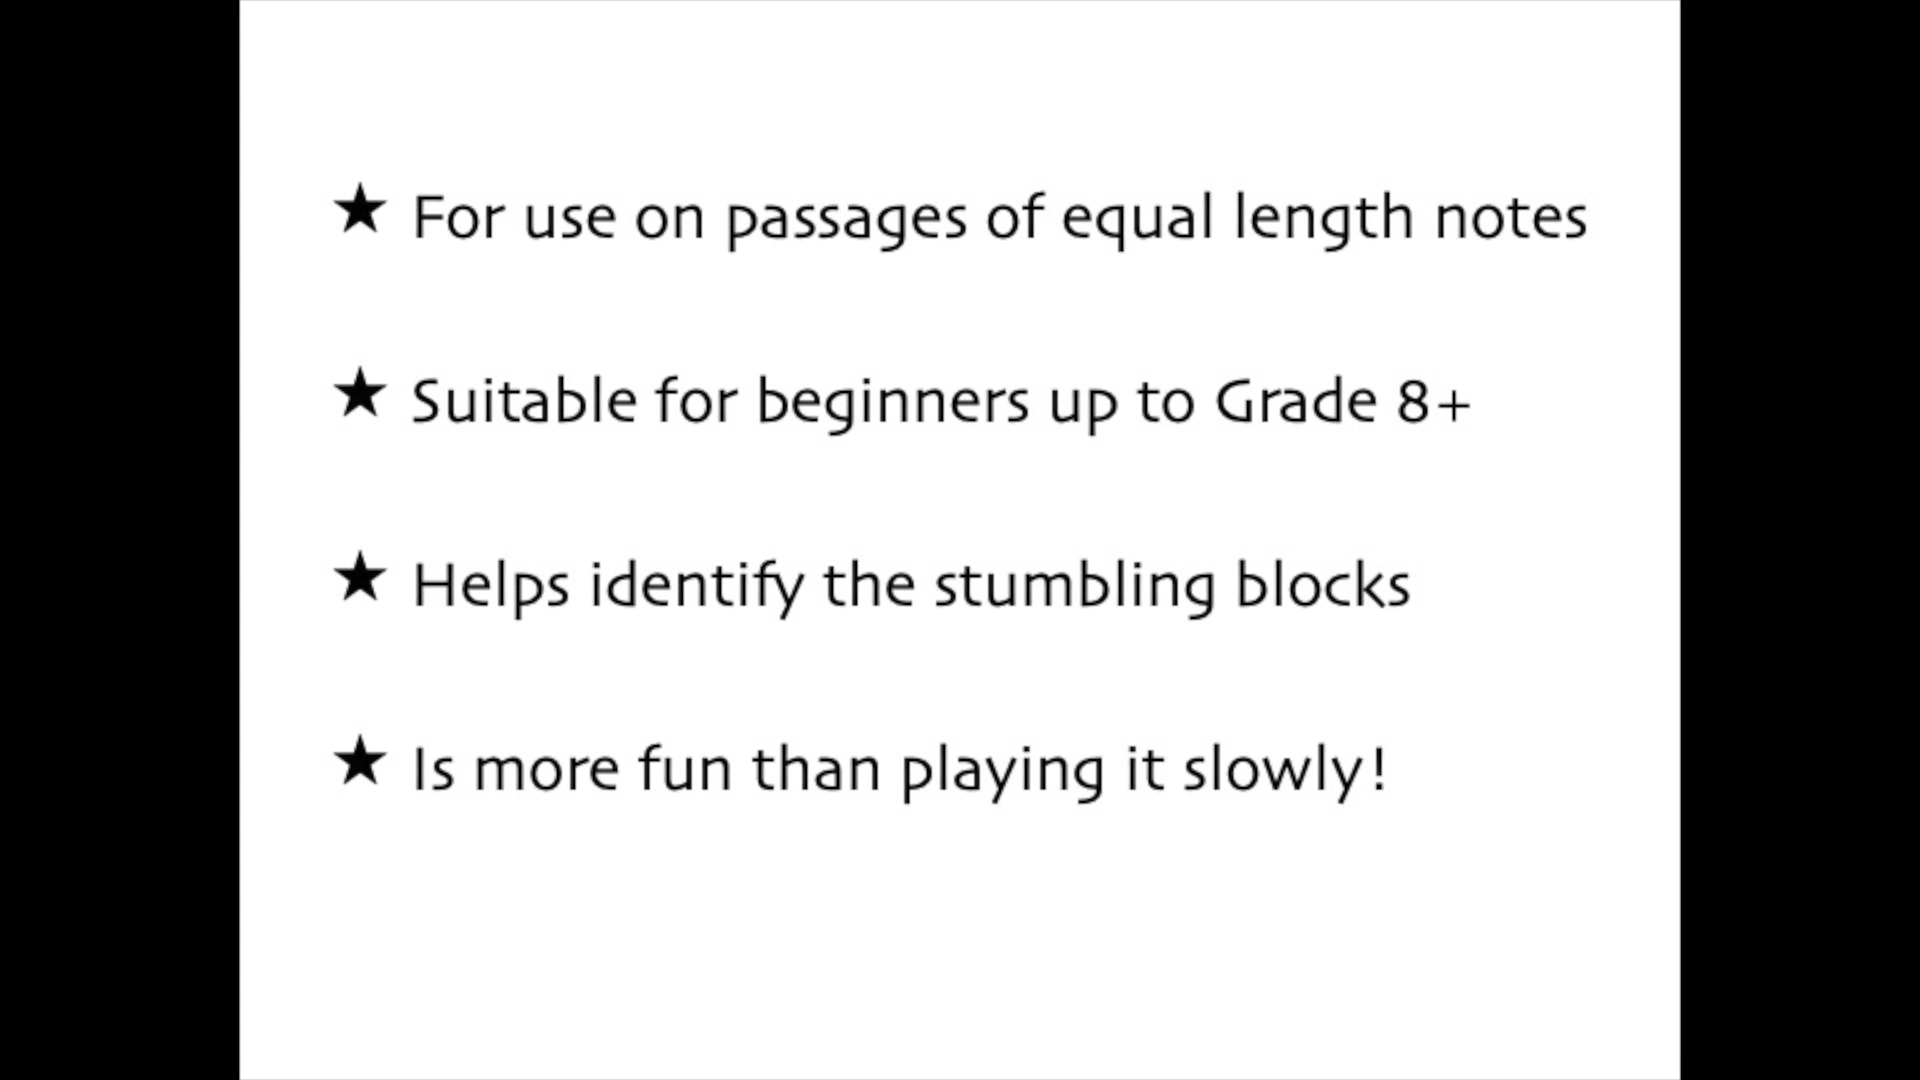 ★ For use on passages of equal length notes
★ Suitable for beginners up to Grade 8+
★ Helps identify the stumbling blocks
★ Is more fun than playing it slowly!